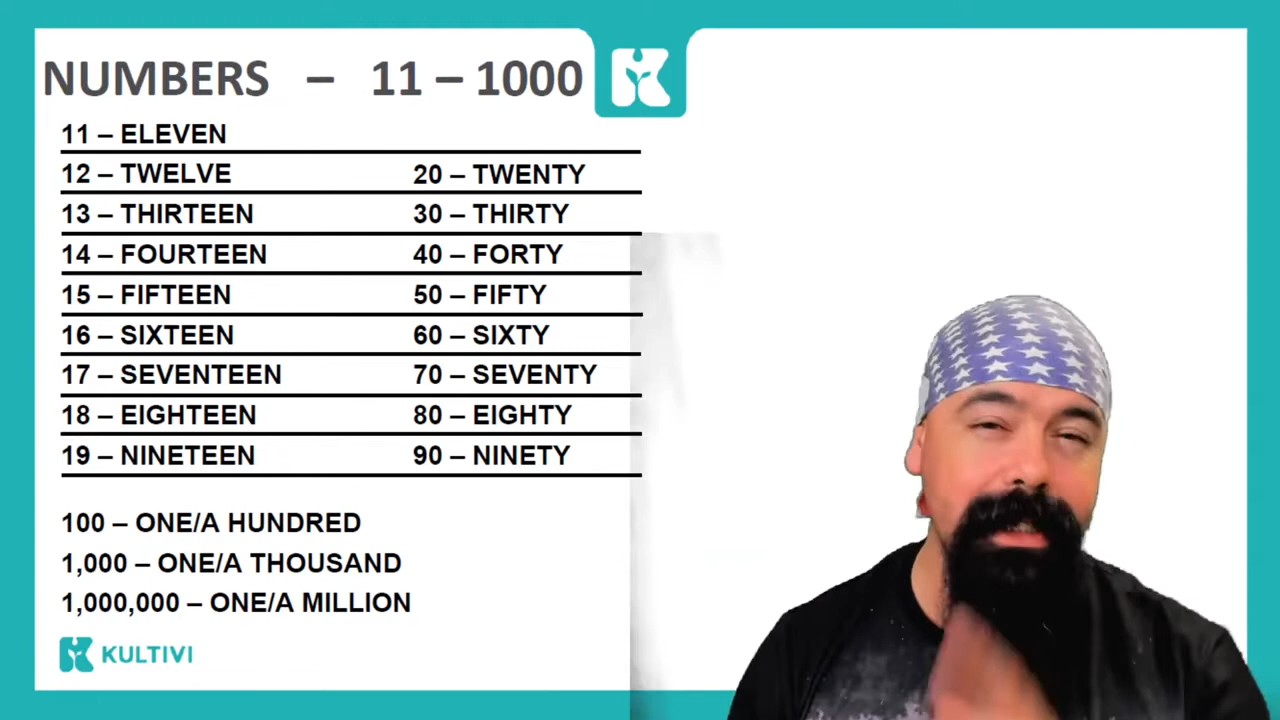 NUMBERS – 11 – 1000
11 – ELEVEN
12 – TWELVE 20 – TWENTY
13 – THIRTEEN 30 – THIRTY
14 – FOURTEEN 40 – FORTY
15 – FIFTEEN 50 – FIFTY
16 – SIXTEEN 60 – SIXTY
17 – SEVENTEEN 70 – SEVENTY
18 – EIGHTEEN 80 – EIGHTY
19 – NINETEEN 90 – NINETY
100 – ONE/A HUNDRED
1,000 – ONE/A THOUSAND
1,000,000 – ONE/A MILLION
KULTIVI